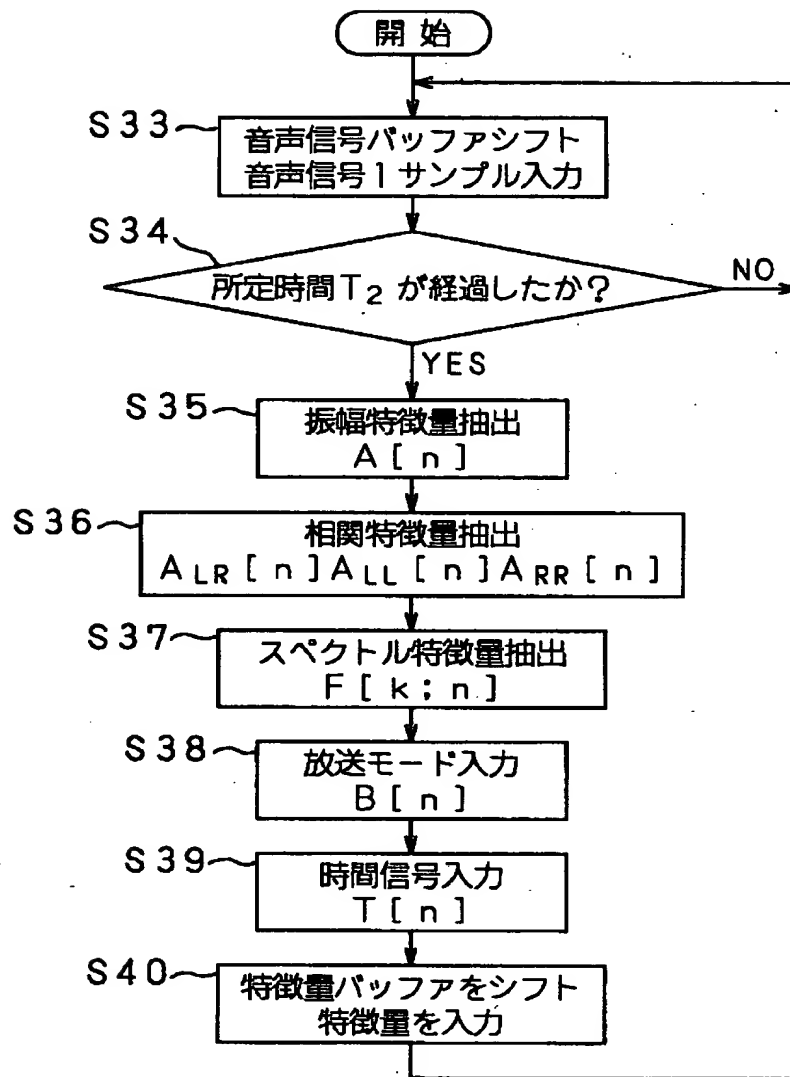 開始
S33
音声信号バッファシフト
音声信号1サンプル入力
S34
所定時間T₂が経過したか?
NO
YES
S35
振幅特徴量抽出
A[n]
S36
相関特徴量抽出
ALR[n]ALL[n]ARR[n]
S37
スペクトル特徴量抽出
F[k;n]
S38
放送モード入力
B[n]
S39
時間信号入力
T[n]
S40
特徴量バッファをシフト
特徴量を入力